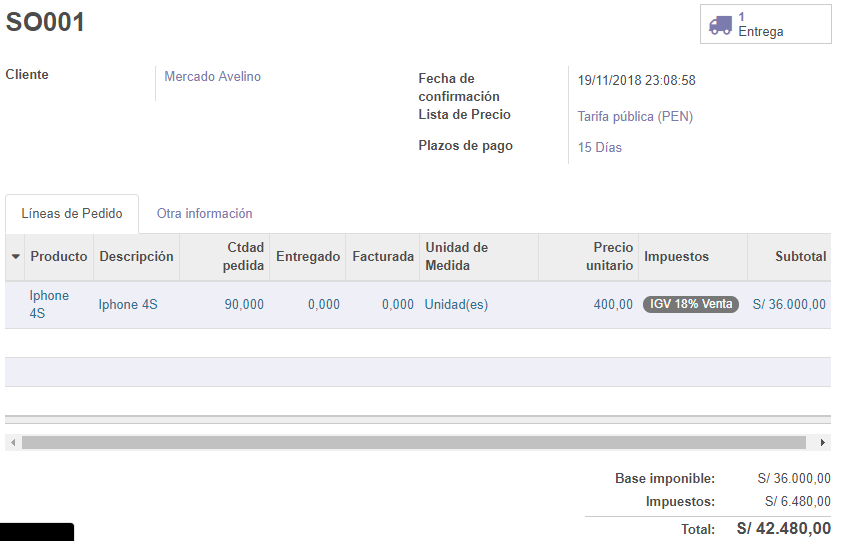 SO001
1
Entrega
Cliente
Mercado Avelino
Fecha de
confirmación
19/11/2018 23:08:58
Lista de Precio
Tarifa pública (PEN)
Plazos de pago
15 Días
Líneas de Pedido
Otra información
Producto Descripción Ctdad pedida Entregado Facturada Unidad de Medida Precio unitario Impuestos Subtotal
Iphone 4S Iphone 4S 90,000 0,000 0,000 Unidad(es) 400,00 IGV 18% Venta S/ 36.000,00
Base imponible: S/ 36.000,00
Impuestos: S/ 6.480,00
Total: S/ 42.480,00